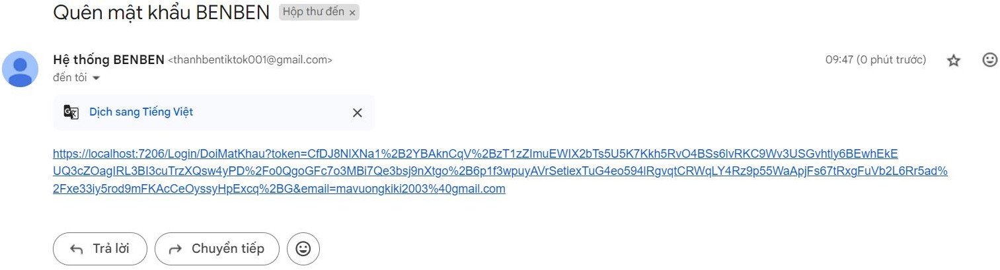 Quên mật khẩu BENBEN Hộp thư đến ×
Hệ thống BENBEN <thanhbentiktok001@gmail.com> 09:47 (0 phút trước)
đến tôi
Dịch sang Tiếng Việt
https://localhost:7206/Login/DoiMatKhau?token=CfDJ8NlXNa1%2B2YBAknCqV%2BzT1zZlmuEWIX2bTs5U5K7Kkh5RvO4BSs6lvRKC9Wv3USGvhtly6BEwhEkE
UQ3cZOagIRL3BI3cuTrzXQsw4yPD%2Fo0QgoGFc7o3MBi7Qe3bsj9nXtgo%2B6p1f3wpuyAVrSetiexTuG4eo594lRgvqtCRWqLY4Rz9p55WaApjFs67tRxgFuVb2L6Rr5ad%
2Fxe33iy5rod9mFKAcCeOyssyHpExcq%2BG&email=mavuongkiki2003%40gmail.com
Trả lời Chuyển tiếp